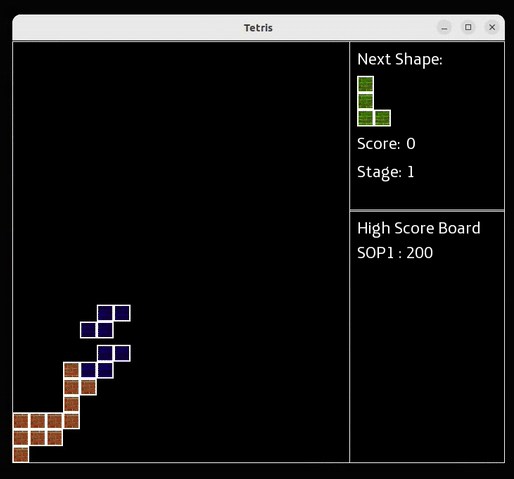 Tetris
Next Shape:
Score: 0
Stage: 1
High Score Board
SOP1 : 200